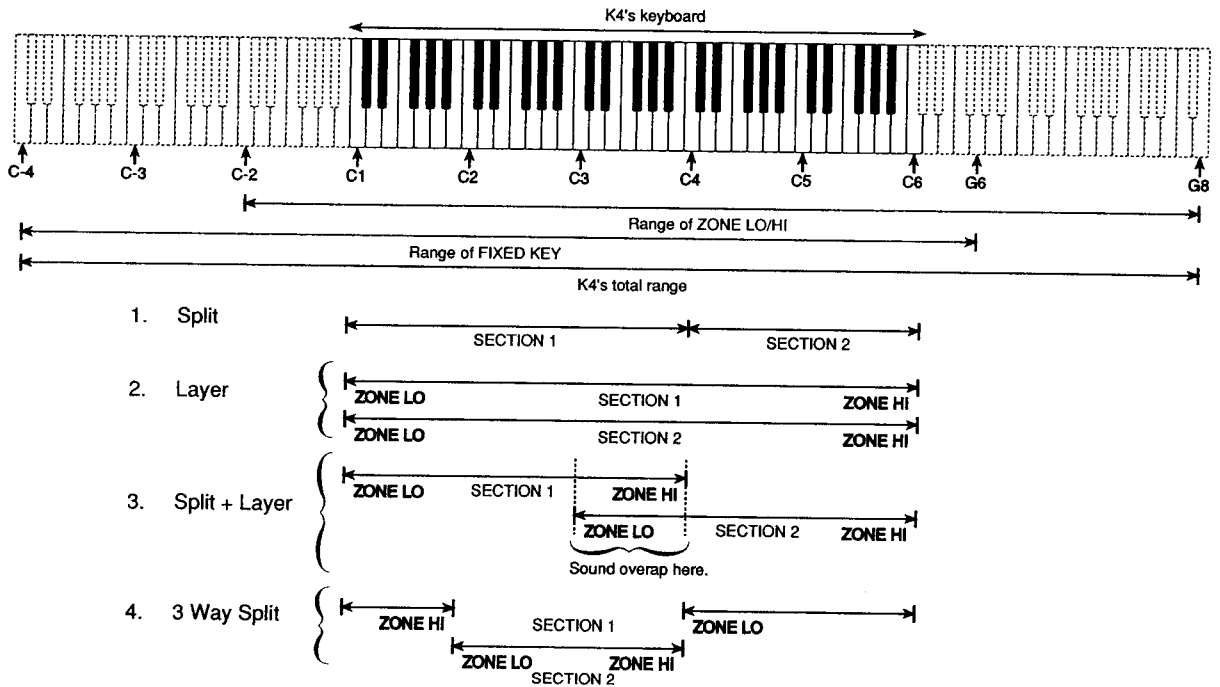 K4's keyboard
C-4 C-3 C-2 C1 C2 C3 C4 C5 C6 G6 G8
Range of ZONE LO/HI
Range of FIXED KEY
K4's total range
1. Split
SECTION 1 SECTION 2
2. Layer
ZONE LO SECTION 1 ZONE HI
ZONE LO SECTION 2 ZONE HI
3. Split + Layer
ZONE LO SECTION 1 ZONE HI
ZONE LO SECTION 2 ZONE HI
Sound overap here.
4. 3 Way Split
ZONE HI SECTION 1 ZONE LO
ZONE LO ZONE HI
SECTION 2